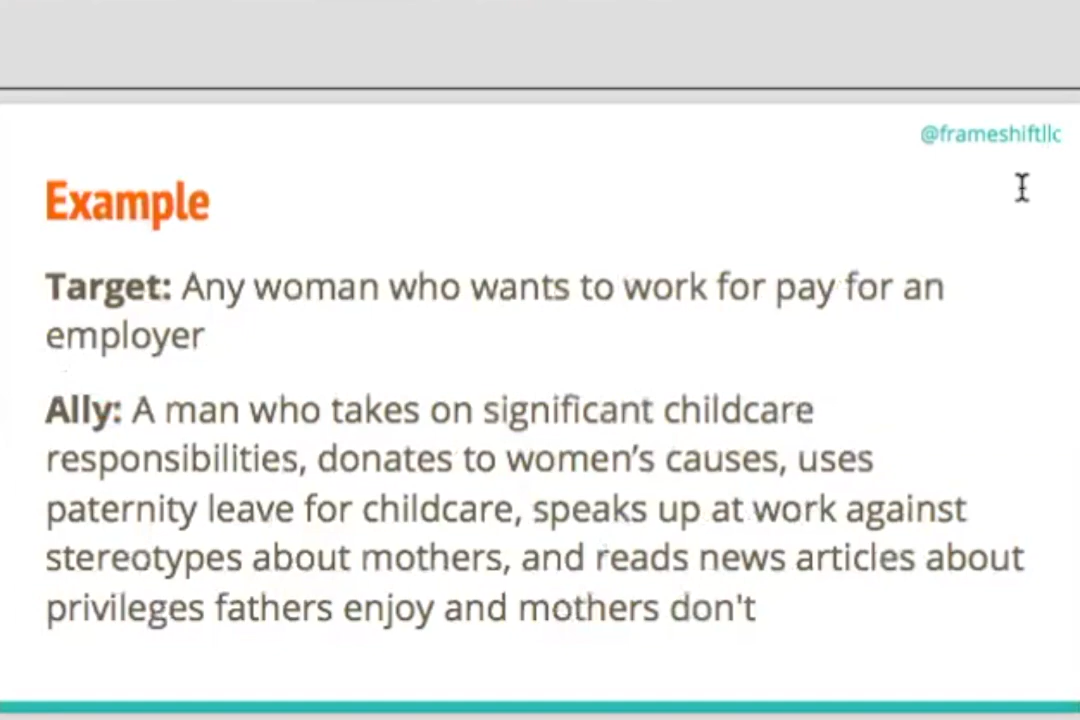 @frameshiftllc
Example
Target: Any woman who wants to work for pay for an
employer
Ally: A man who takes on significant childcare
responsibilities, donates to women's causes, uses
paternity leave for childcare, speaks up at work against
stereotypes about mothers, and reads news articles about
privileges fathers enjoy and mothers don't